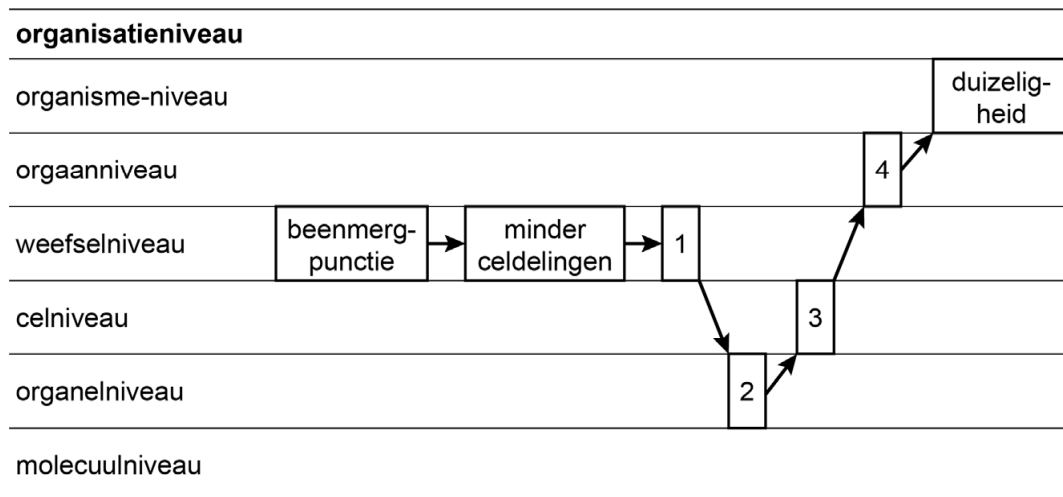 organisatieniveau
organisme-niveau
duizelig-
heid
orgaanniveau
4
weefselniveau
beenmerg-
punctie
minder
celdelingen
1
celniveau
3
organelniveau
2
molecuulniveau